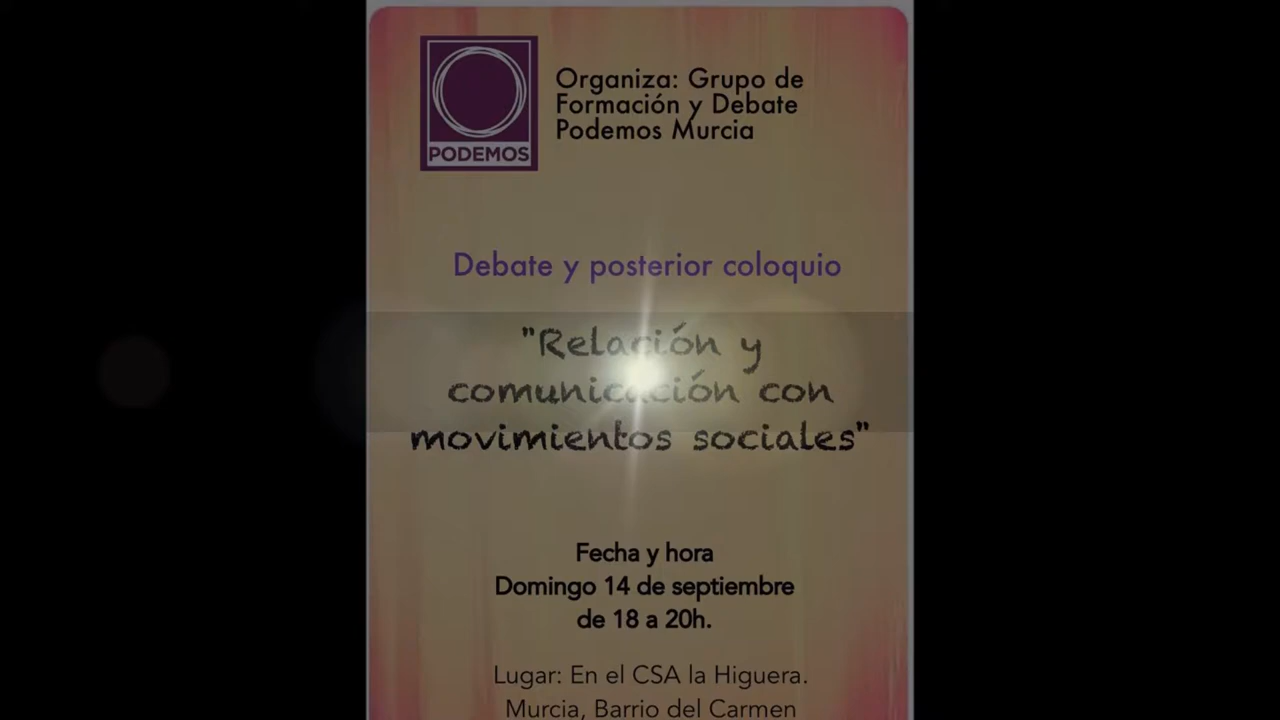 PODEMOS
Organiza: Grupo de
Formación y Debate
Podemos Murcia
Debate y posterior coloquio
"Relación y
comunicación con
movimientos sociales"
Fecha y hora
Domingo 14 de septiembre
de 18 a 20h.
Lugar: En el CSA la Higuera.
Murcia, Barrio del Carmen